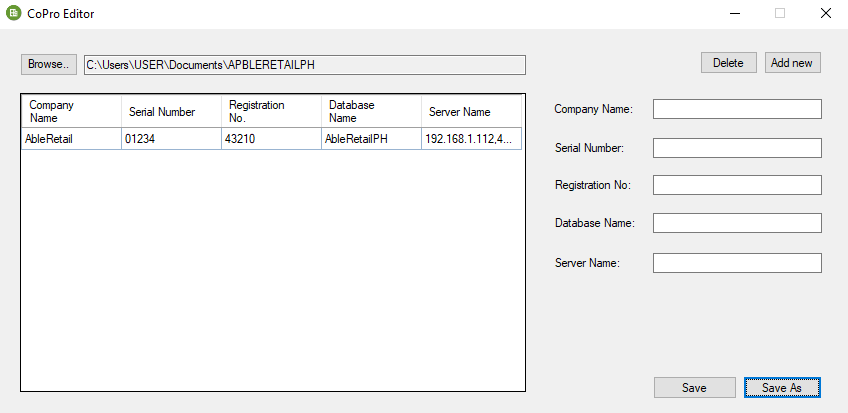 CoPro Editor
Browse.. C:\Users\USER\Documents\APBLERETAILPH Delete Add new
Company Name Serial Number Registration No. Database Name Server Name
AbleRetail 01234 43210 AbleRetailPH 192.168.1.112,4...
Company Name:
Serial Number:
Registration No:
Database Name:
Server Name:
Save Save As